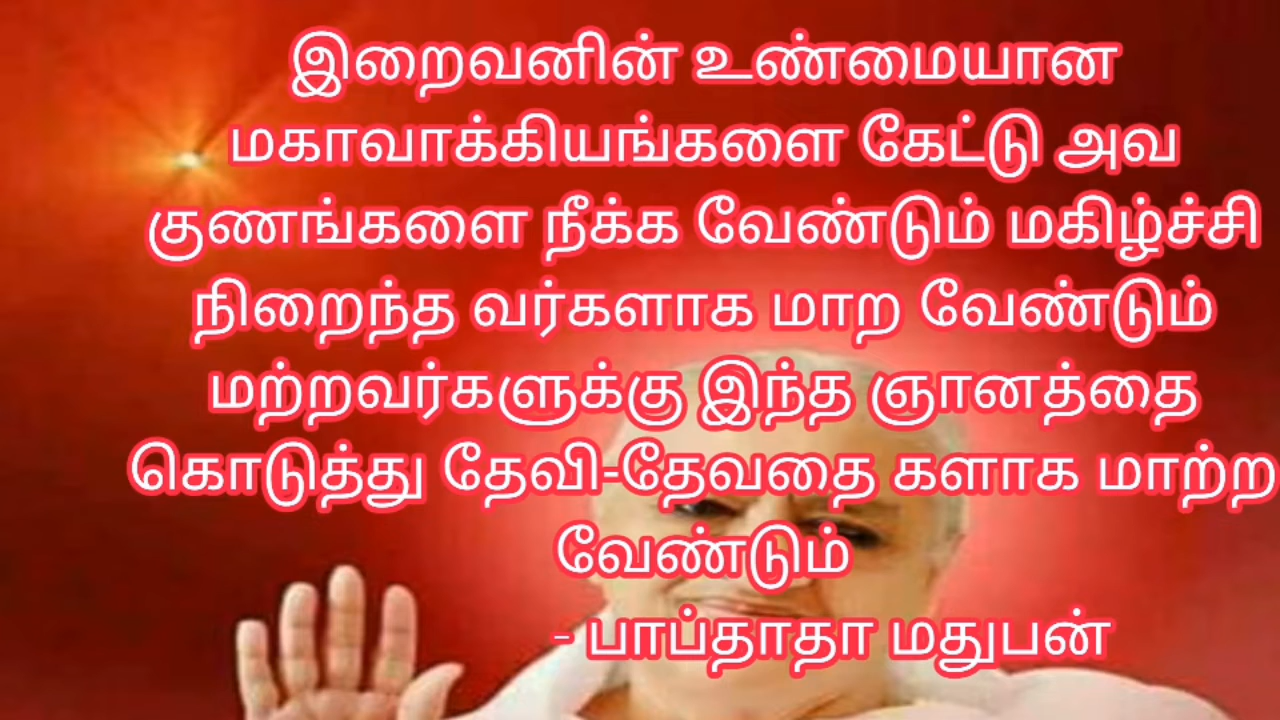 இறைவனின் உண்மையான
மகாவாக்கியங்களை கேட்டு அவ
குணங்களை நீக்க வேண்டும் மகிழ்ச்சி
நிறைந்த வர்களாக மாற வேண்டும்
மற்றவர்களுக்கு இந்த ஞானத்தை
கொடுத்து தேவி-தேவதை களாக மாற்ற
வேண்டும்
- பாப்தாதா மதுபன்